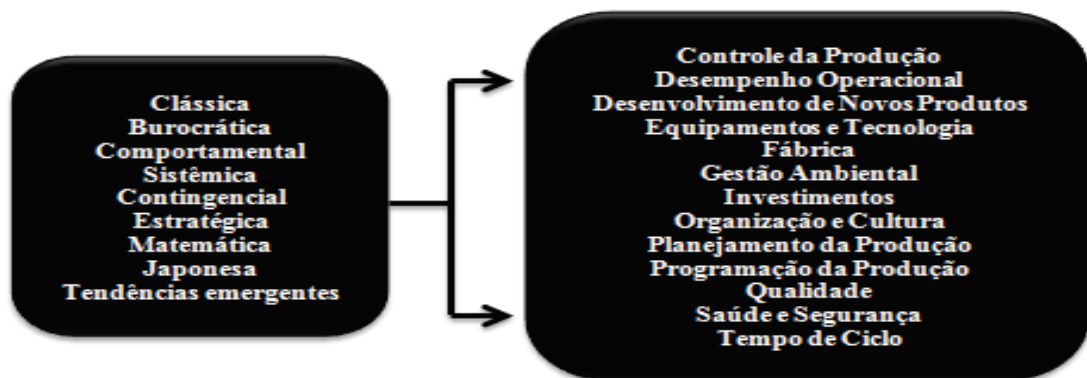 Clássica
Burocrática
Comportamental
Sistêmica
Contingencial
Estratégica
Matemática
Japonesa
Tendências emergentes
Controle da Produção
Desempenho Operacional
Desenvolvimento de Novos Produtos
Equipamentos e Tecnologia
Fábrica
Gestão Ambiental
Investimentos
Organização e Cultura
Planejamento da Produção
Programação da Produção
Qualidade
Saúde e Segurança
Tempo de Ciclo